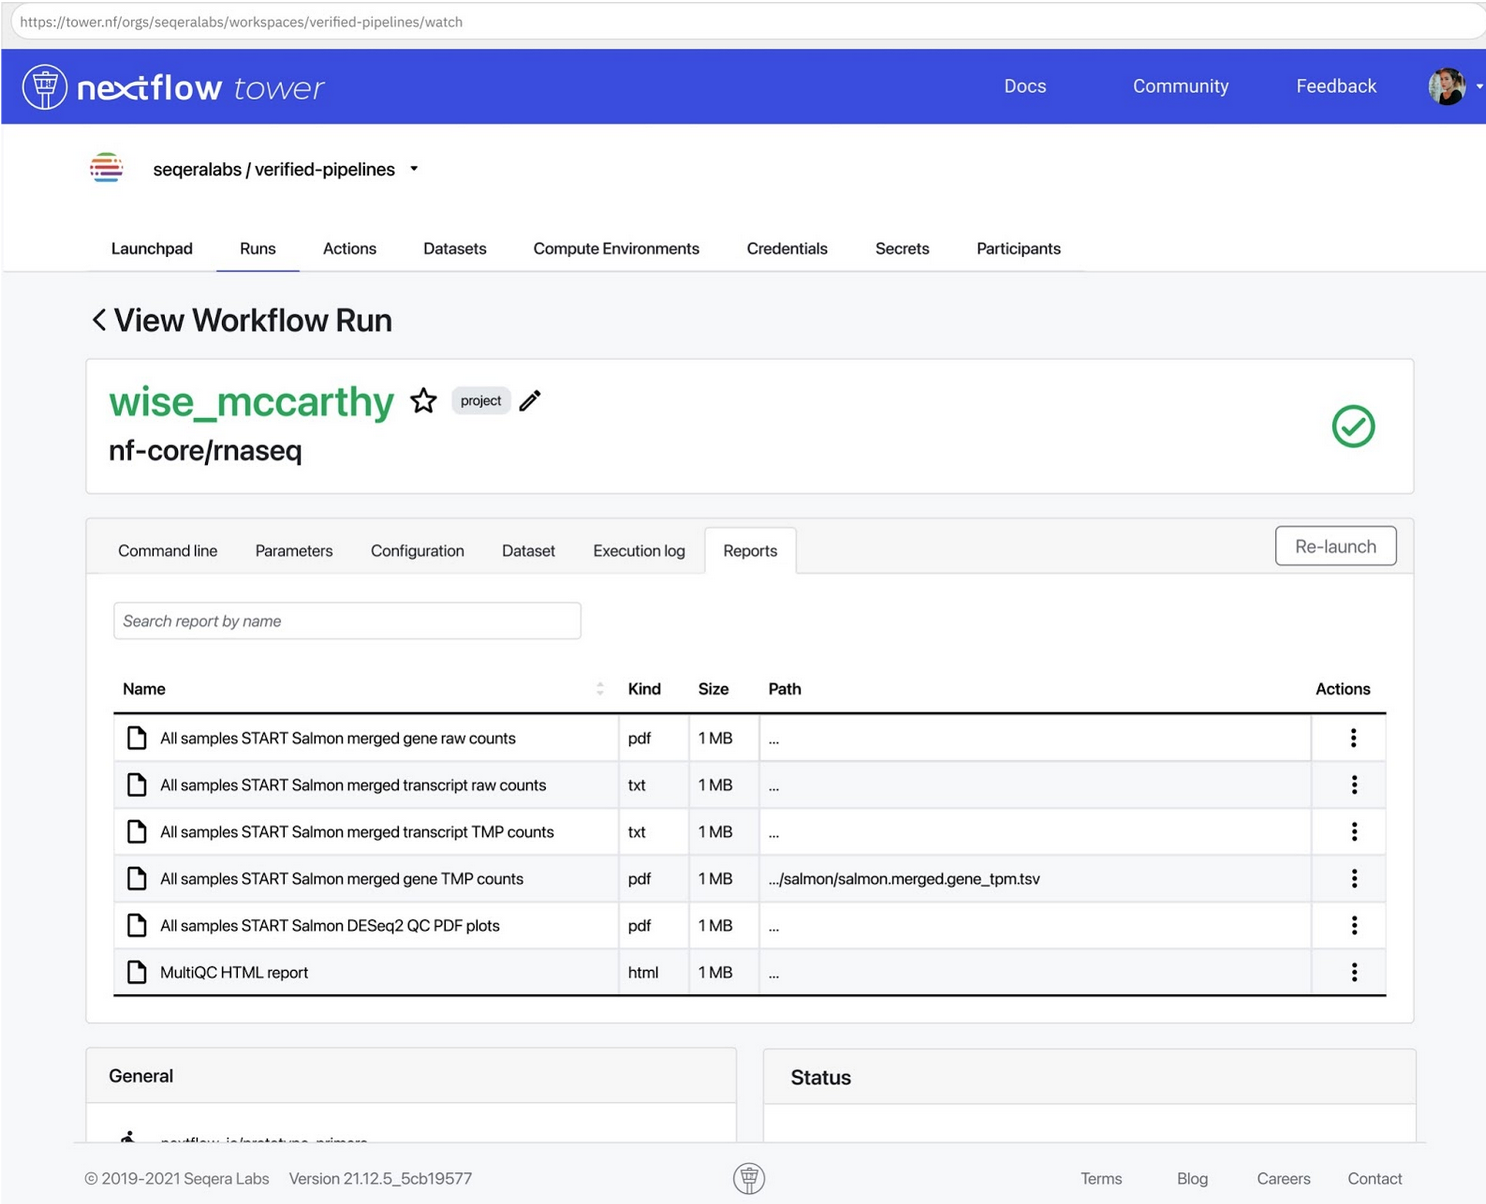 https://tower.nf/orgs/seqeralabs/workspaces/verified-pipelines/watch
nextflow tower Docs Community Feedback
seqeralabs / verified-pipelines
Launchpad Runs Actions Datasets Compute Environments Credentials Secrets Participants
View Workflow Run
wise_mccarthy project
nf-core/rnaseq
Command line Parameters Configuration Dataset Execution log Reports Re-launch
Search report by name
Name Kind Size Path Actions
All samples START Salmon merged gene raw counts pdf 1 MB ...
All samples START Salmon merged transcript raw counts txt 1 MB ...
All samples START Salmon merged transcript TMP counts txt 1 MB ...
All samples START Salmon merged gene TMP counts pdf 1 MB .../salmon/salmon.merged.gene_tpm.tsv
All samples START Salmon DESeq2 QC PDF plots pdf 1 MB ...
MultiQC HTML report html 1 MB ...
General Status
© 2019-2021 Seqera Labs Version 21.12.5_5cb19577 Terms Blog Careers Contact